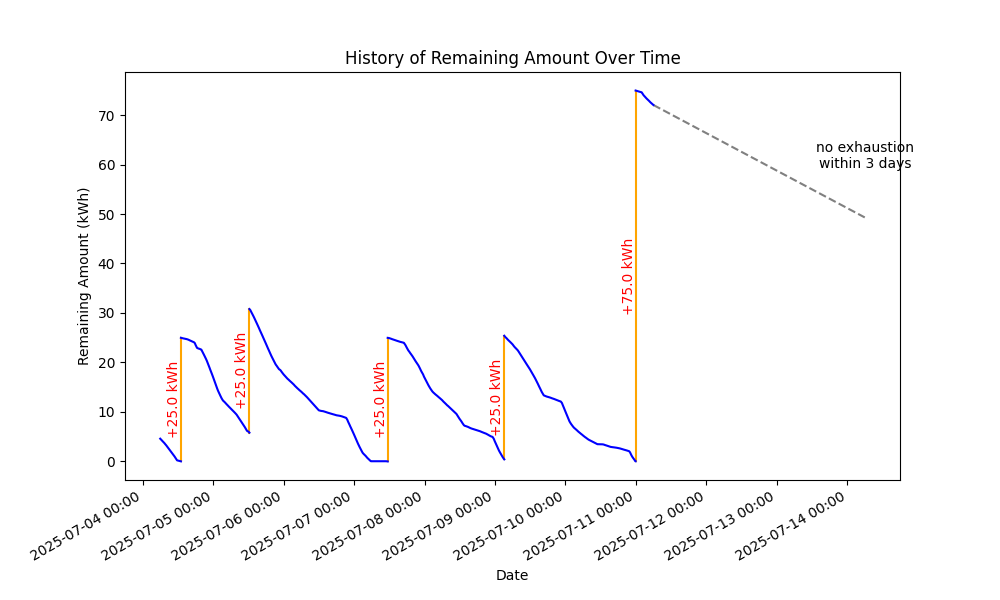 History of Remaining Amount Over Time
Remaining Amount (kWh)
70
60
50
40
30
20
10
0
+25.0 kWh
+25.0 kWh
+25.0 kWh
+25.0 kWh
+75.0 kWh
no exhaustion
within 3 days
2025-07-04 00:00
2025-07-05 00:00
2025-07-06 00:00
2025-07-07 00:00
2025-07-08 00:00
2025-07-09 00:00
2025-07-10 00:00
2025-07-11 00:00
2025-07-12 00:00
2025-07-13 00:00
2025-07-14 00:00
Date